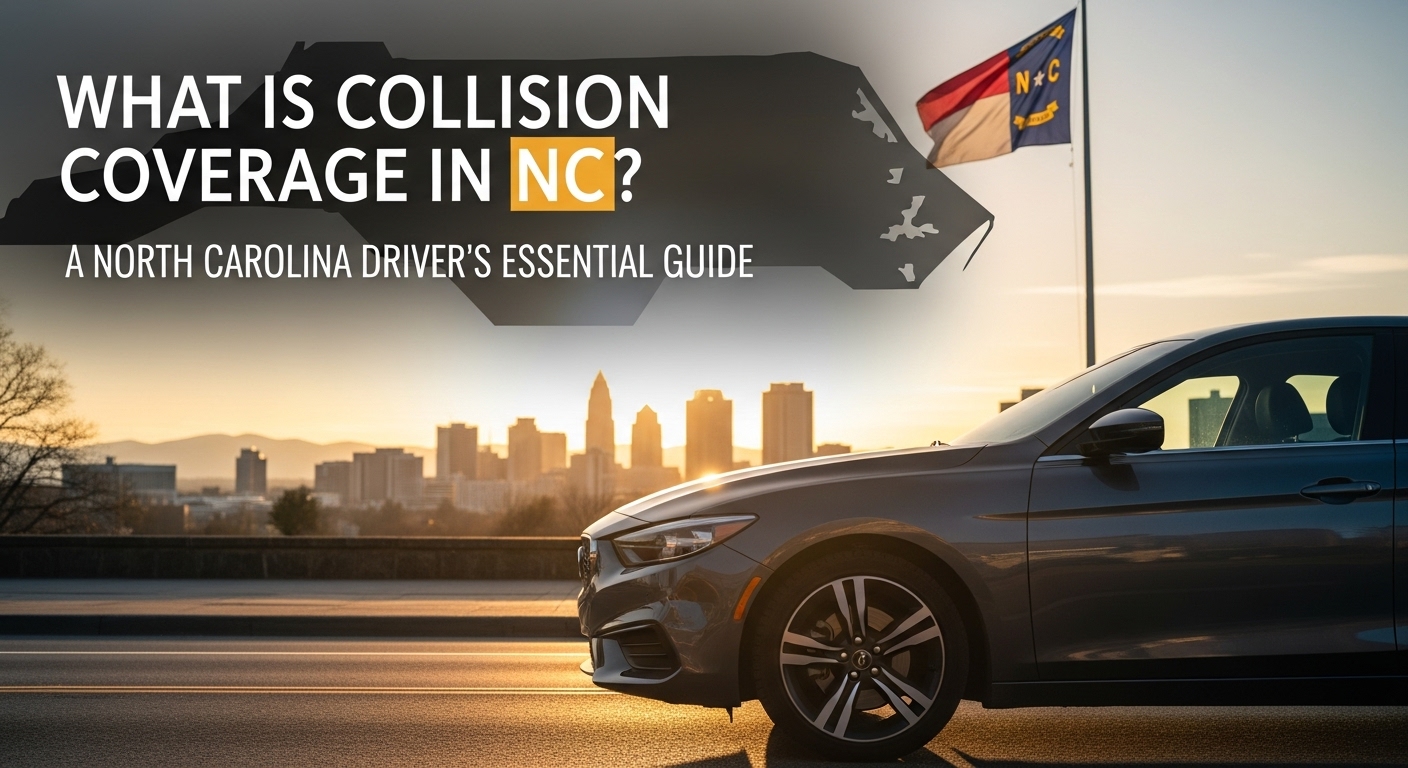 WHAT IS COLLISION
COVERAGE IN NC?
A NORTH CAROLINA DRIVER'S ESSENTIAL GUIDE
N★C